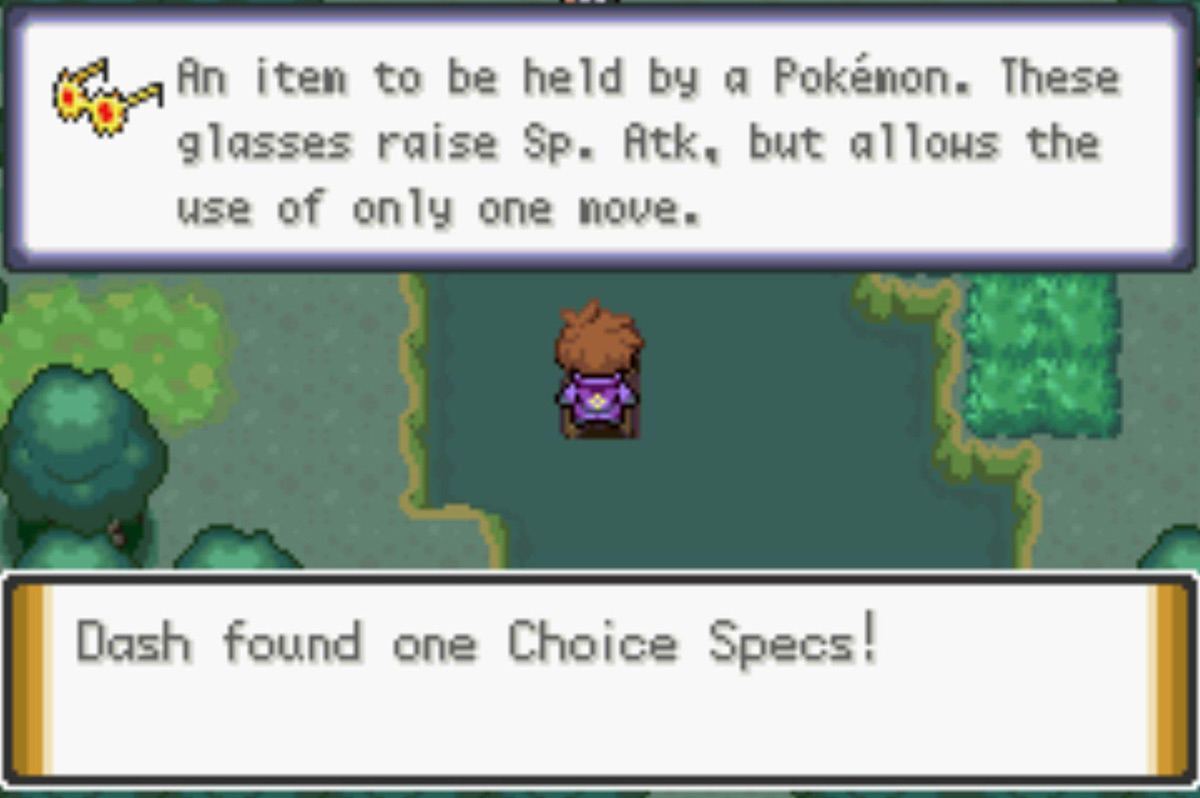 An item to be held by a Pokémon. These
glasses raise Sp. Atk, but allows the
use of only one move.
Dash found one Choice Specs!